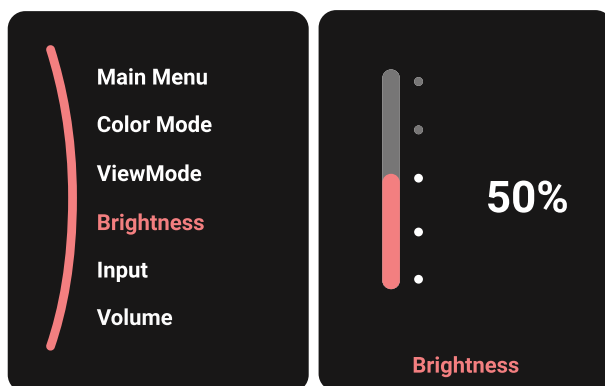 Main Menu
Color Mode
ViewMode
Brightness
Input
Volume
50%
Brightness